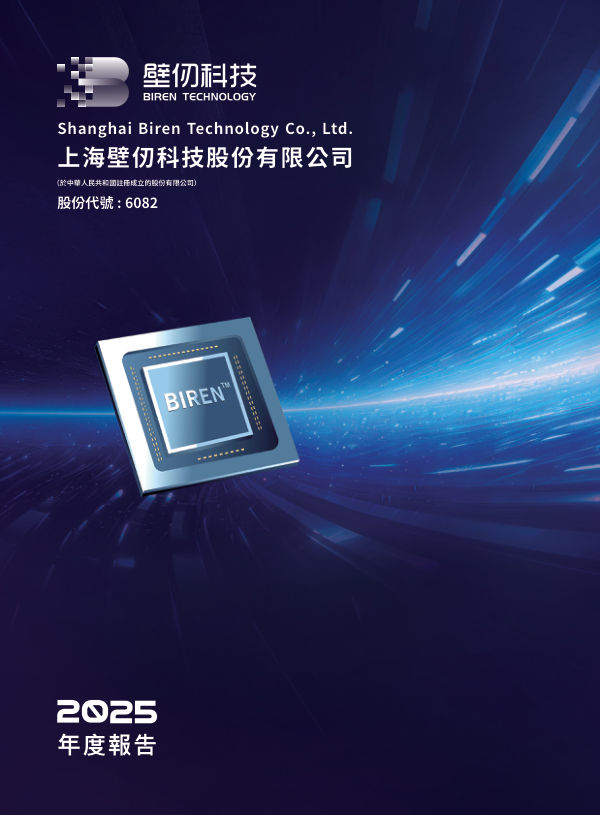 壁仞科技
BIREN TECHNOLOGY
Shanghai Biren Technology Co., Ltd.
上海壁仞科技股份有限公司
(於中華人民共和國註冊成立的股份有限公司)
股份代號 : 6082
BIREN™
2025
年度報告